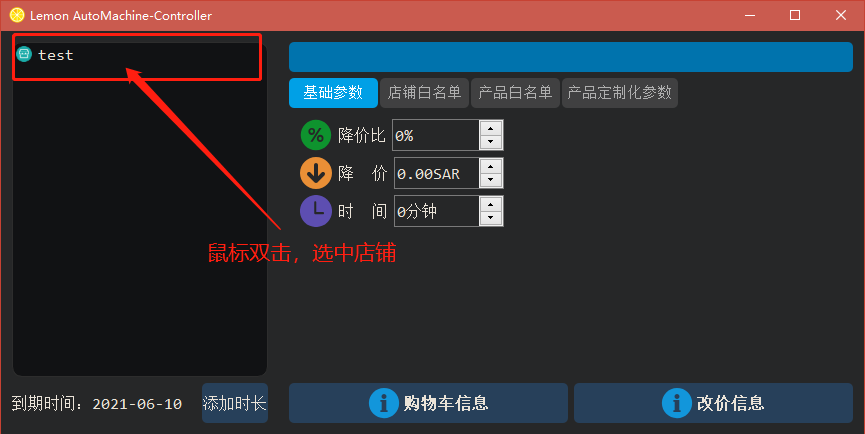 Lemon AutoMachine-Controller
test
基础参数 店铺白名单 产品白名单 产品定制化参数
% 降价比 0%
降 价 0.00SAR
时 间 0分钟
鼠标双击，选中店铺
到期时间：2021-06-10 添加时长 购物车信息 改价信息